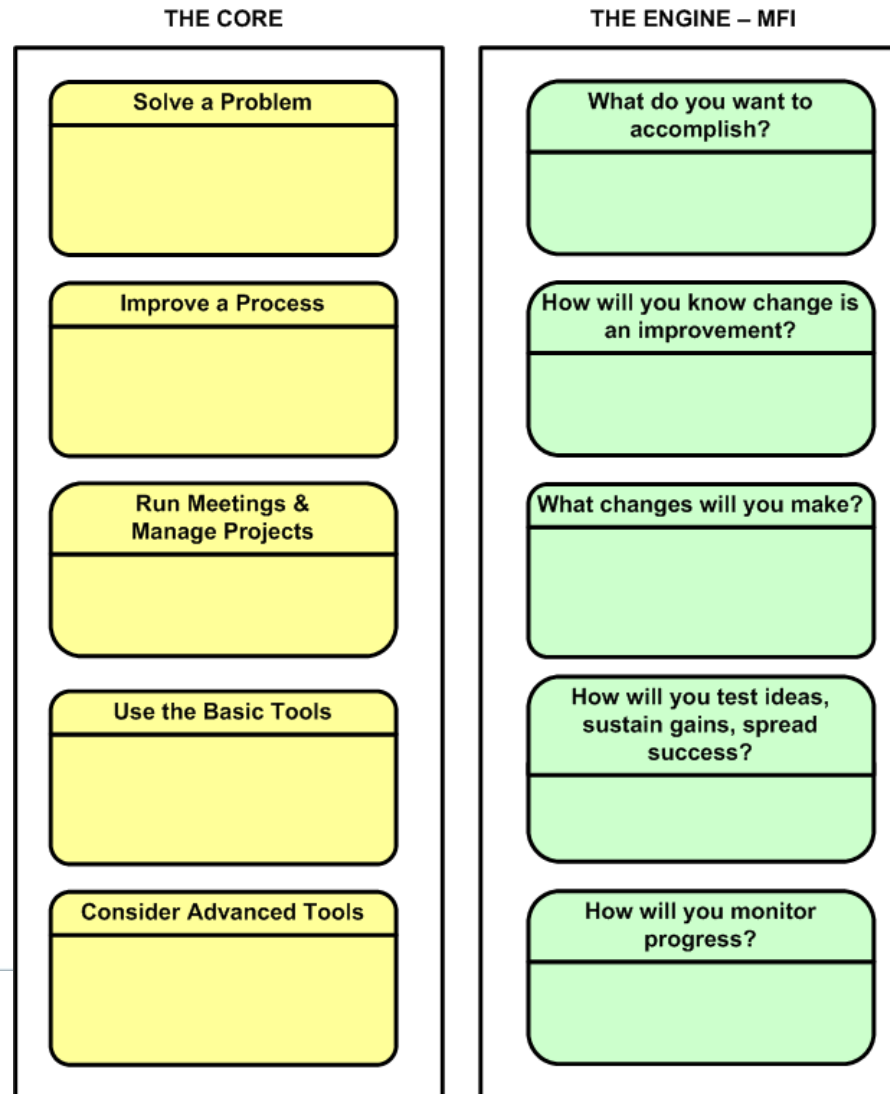 THE CORE
Solve a Problem
Improve a Process
Run Meetings &
Manage Projects
Use the Basic Tools
Consider Advanced Tools
THE ENGINE – MFI
What do you want to
accomplish?
How will you know change is
an improvement?
What changes will you make?
How will you test ideas,
sustain gains, spread
success?
How will you monitor
progress?